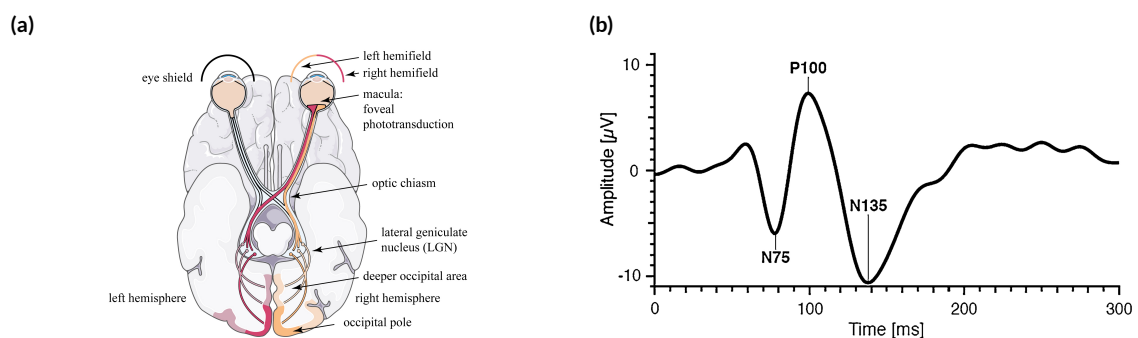 (a)
eye shield
left hemifield
right hemifield
macula:
foveal
phototransduction
optic chiasm
lateral geniculate
nucleus (LGN)
deeper occipital area
left hemisphere
right hemisphere
occipital pole
(b)
10
0
-10
Amplitude [µV]
P100
N135
N75
0
100
200
300
Time [ms]